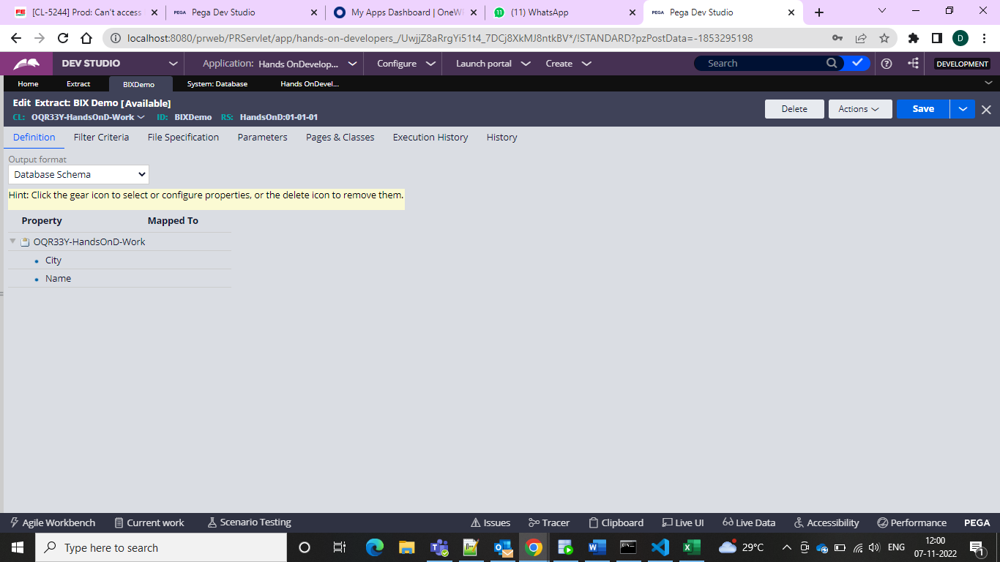 [CL-5244] Prod: Can't access
PEGA Pega Dev Studio
My Apps Dashboard | OneW
11 (11) WhatsApp
PEGA Pega Dev Studio
localhost:8080/prweb/PRServlet/app/hands-on-developers_/UwjjZ8aRrgYi51t4_7DCj8XkMJ8ntkBV*/!STANDARD?pzPostData=-1853295198
D
DEV STUDIO
Application: Hands OnDevelop...
Configure
Launch portal
Create
Search
DEVELOPMENT
Home
Extract
BIXDemo
System: Database
Hands OnDevel...
Edit Extract: BIX Demo [Available]
CL: OQR33Y-HandsOnD-Work ID: BIXDemo RS: HandsOnD:01-01-01
Delete
Actions
Save
Definition
Filter Criteria
File Specification
Parameters
Pages & Classes
Execution History
History
Output format
Database Schema
Hint: Click the gear icon to select or configure properties, or the delete icon to remove them.
Property Mapped To
OQR33Y-HandsOnD-Work
City
Name
Agile Workbench
Current work
Scenario Testing
Issues
Tracer
Clipboard
Live UI
Live Data
Accessibility
Performance
PEGA
Type here to search
29°C
ENG
12:00
07-11-2022
1